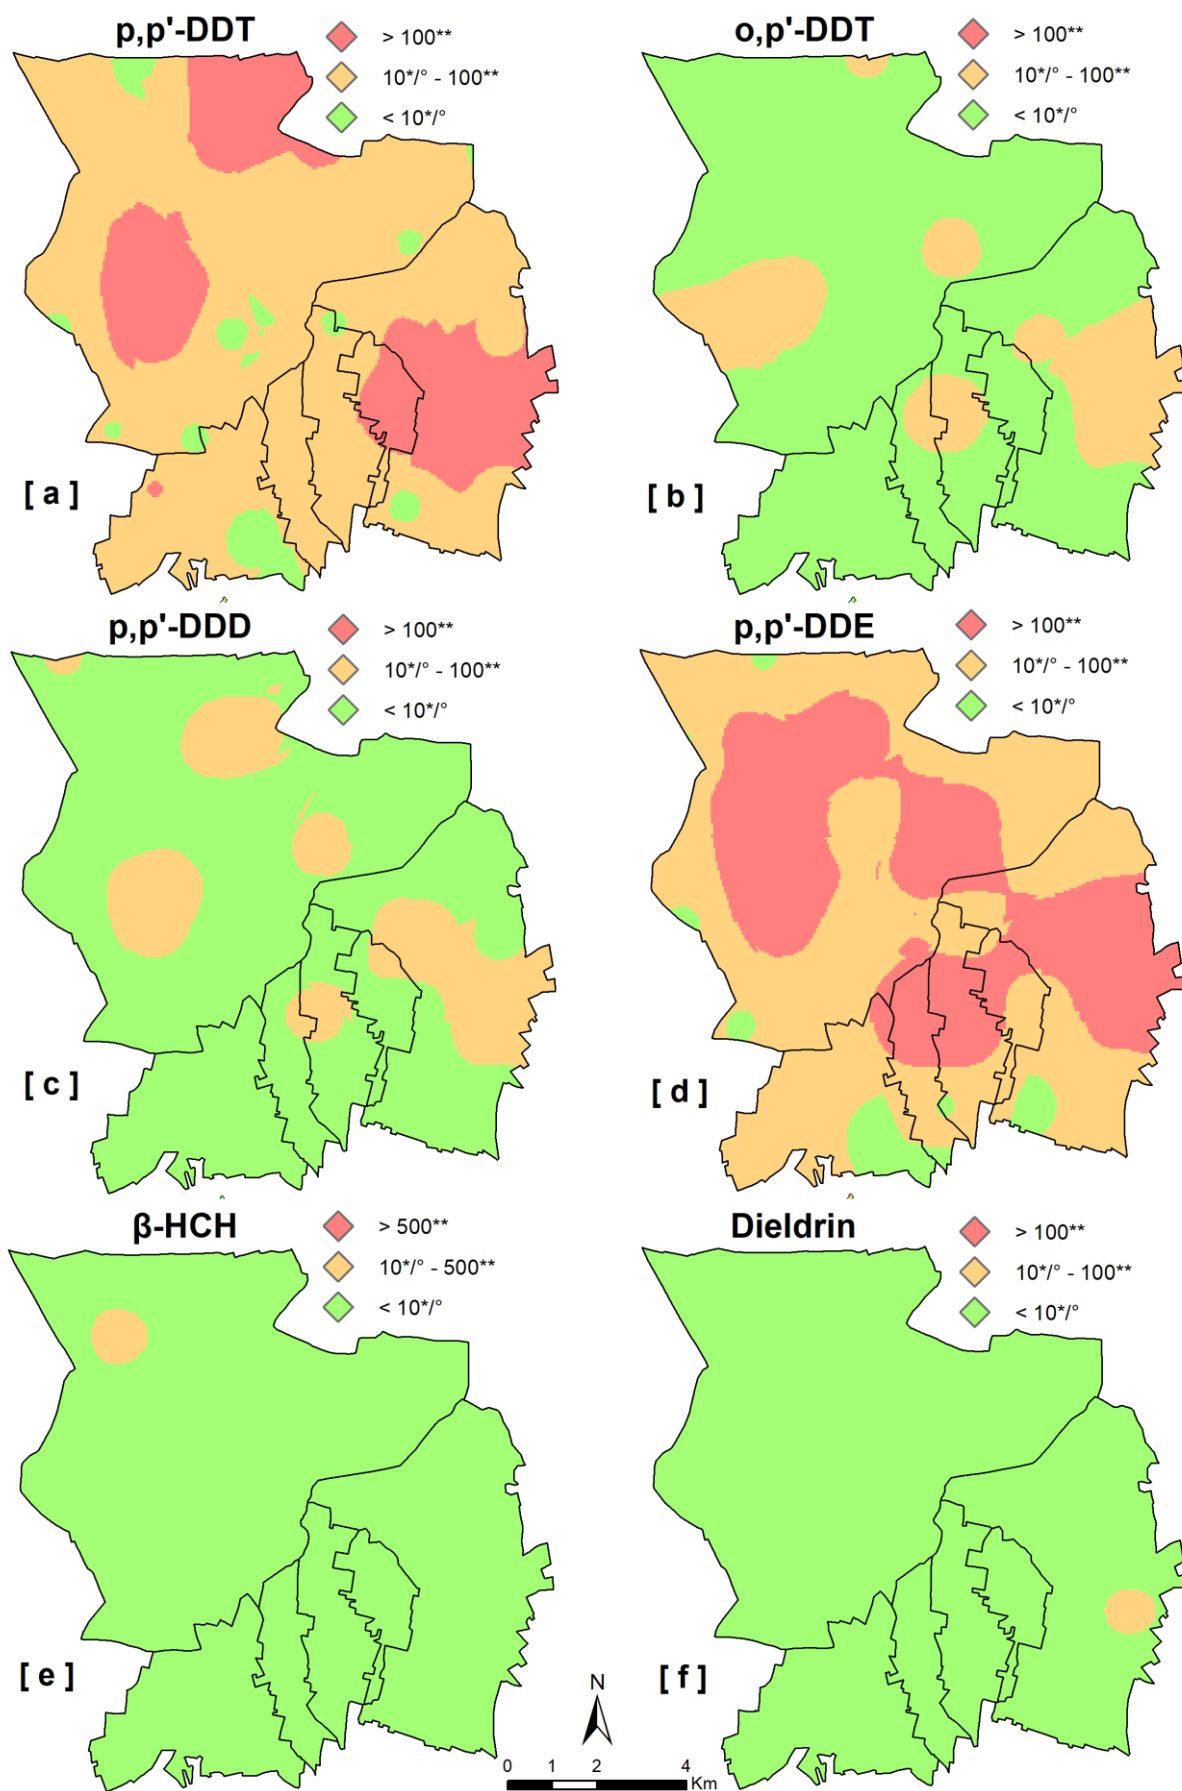 p,p'-DDT
> 100**
10*/° - 100**
< 10*/°
[ a ]
o,p'-DDT
> 100**
10*/° - 100**
< 10*/°
[ b ]
p,p'-DDD
> 100**
10*/° - 100**
< 10*/°
[ c ]
p,p'-DDE
> 100**
10*/° - 100**
< 10*/°
[ d ]
β-HCH
> 500**
10*/° - 500**
< 10*/°
[ e ]
Dieldrin
> 100**
10*/° - 100**
< 10*/°
[ f ]
N
0 1 2 4
Km